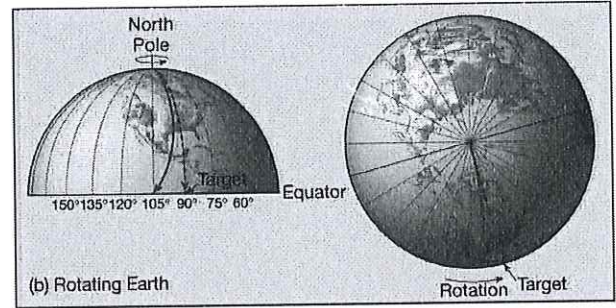 North
Pole
Target
Equator
150° 135° 120° 105° 90° 75° 60°
(b) Rotating Earth
Rotation
Target